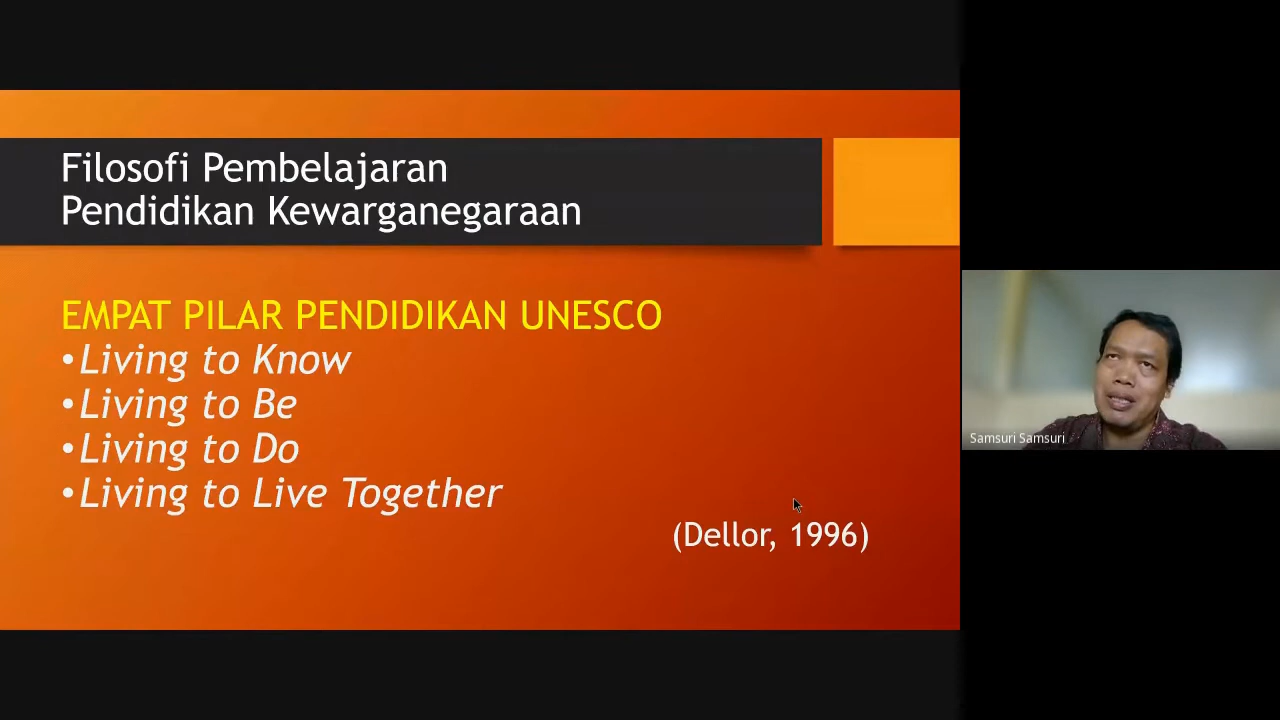 Filosofi Pembelajaran
Pendidikan Kewarganegaraan
EMPAT PILAR PENDIDIKAN UNESCO
•Living to Know
•Living to Be
•Living to Do
•Living to Live Together
(Dellor, 1996)
Samsuri Samsuri